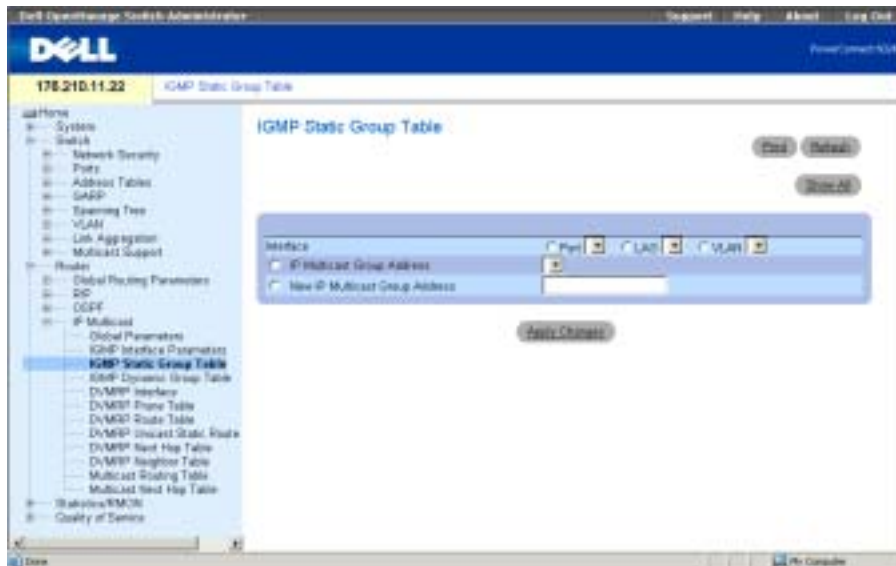 Dell OpenManage Switch Administrator
Support Help About Log Out
DELL
PowerConnect
176.210.11.22
IGMP Static Group Table
Home
System
Switch
Network Security
Ports
Address Tables
GARP
Spanning Tree
VLAN
Link Aggregation
Multicast Support
Router
Global Routing Parameters
RIP
OSPF
IP Multicast
Global Parameters
IGMP Interface Parameters
IGMP Static Group Table
IGMP Dynamic Group Table
DVMRP Interface
DVMRP Prune Table
DVMRP Route Table
DVMRP Unicast Static Route
DVMRP Next Hop Table
DVMRP Neighbor Table
Multicast Routing Table
Multicast Next Hop Table
Statistics/RMON
Quality of Service
IGMP Static Group Table
Print Refresh
Show All
Interface Port LAG VLAN
IP Multicast Group Address
New IP Multicast Group Address
Apply Changes
Done
My Computer